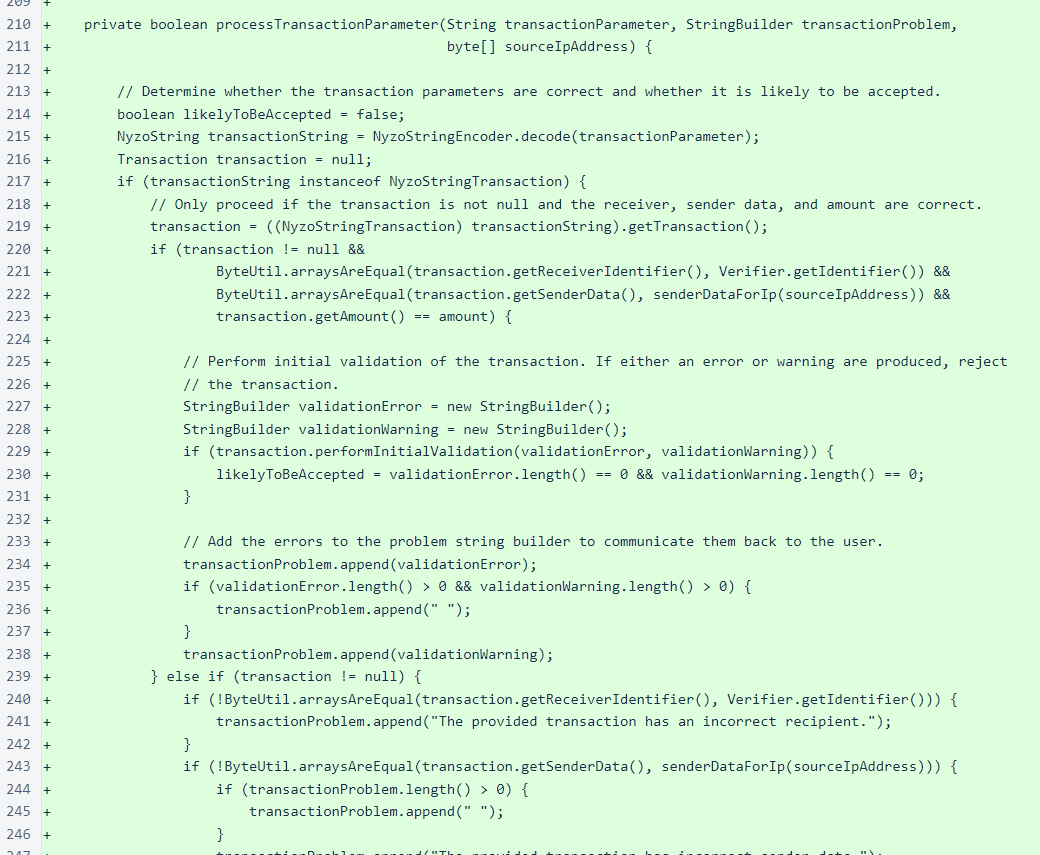 209 +
210 +    private boolean processTransactionParameter(String transactionParameter, StringBuilder transactionProblem,
211 +                                                byte[] sourceIpAddress) {
212 +
213 +        // Determine whether the transaction parameters are correct and whether it is likely to be accepted.
214 +        boolean likelyToBeAccepted = false;
215 +        NyzoString transactionString = NyzoStringEncoder.decode(transactionParameter);
216 +        Transaction transaction = null;
217 +        if (transactionString instanceof NyzoStringTransaction) {
218 +            // Only proceed if the transaction is not null and the receiver, sender data, and amount are correct.
219 +            transaction = ((NyzoStringTransaction) transactionString).getTransaction();
220 +            if (transaction != null &&
221 +                    ByteUtil.arraysAreEqual(transaction.getReceiverIdentifier(), Verifier.getIdentifier()) &&
222 +                    ByteUtil.arraysAreEqual(transaction.getSenderData(), senderDataForIp(sourceIpAddress)) &&
223 +                    transaction.getAmount() == amount) {
224 +
225 +                // Perform initial validation of the transaction. If either an error or warning are produced, reject
226 +                // the transaction.
227 +                StringBuilder validationError = new StringBuilder();
228 +                StringBuilder validationWarning = new StringBuilder();
229 +                if (transaction.performInitialValidation(validationError, validationWarning)) {
230 +                    likelyToBeAccepted = validationError.length() == 0 && validationWarning.length() == 0;
231 +                }
232 +
233 +                // Add the errors to the problem string builder to communicate them back to the user.
234 +                transactionProblem.append(validationError);
235 +                if (validationError.length() > 0 && validationWarning.length() > 0) {
236 +                    transactionProblem.append(" ");
237 +                }
238 +                transactionProblem.append(validationWarning);
239 +            } else if (transaction != null) {
240 +                if (!ByteUtil.arraysAreEqual(transaction.getReceiverIdentifier(), Verifier.getIdentifier())) {
241 +                    transactionProblem.append("The provided transaction has an incorrect recipient.");
242 +                }
243 +                if (!ByteUtil.arraysAreEqual(transaction.getSenderData(), senderDataForIp(sourceIpAddress))) {
244 +                    if (transactionProblem.length() > 0) {
245 +                        transactionProblem.append(" ");
246 +                    }
247 +                    transactionProblem.append("The provided transaction has incorrect sender data.");